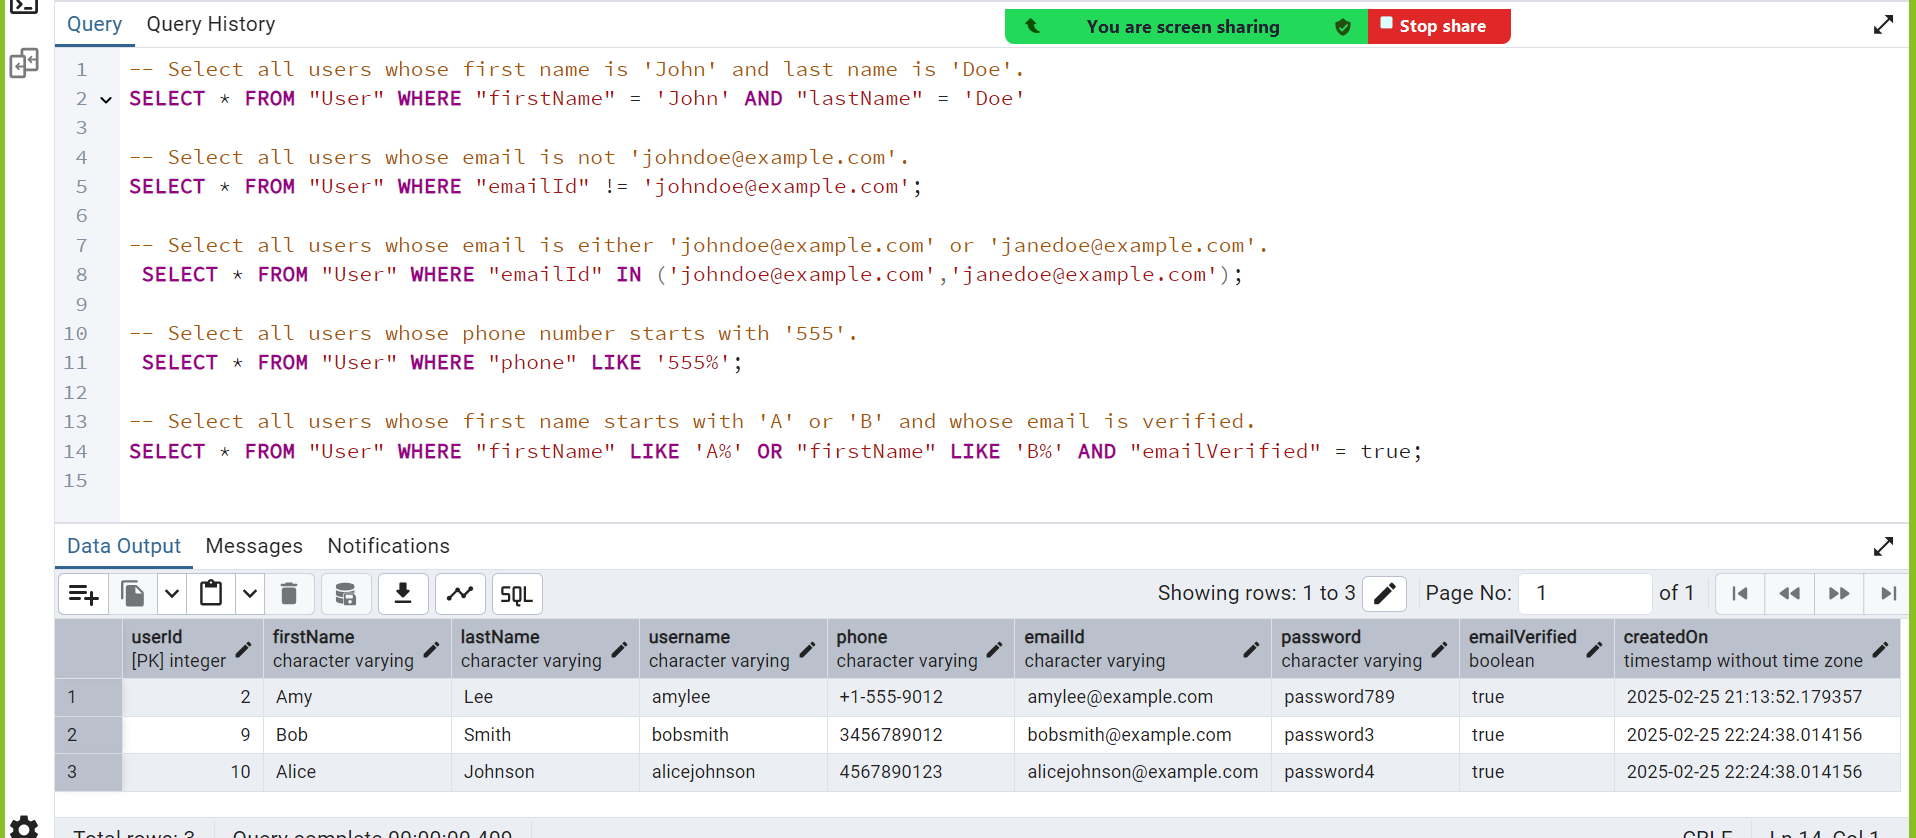 Query Query History You are screen sharing Stop share
1 -- Select all users whose first name is 'John' and last name is 'Doe'.
2 SELECT * FROM "User" WHERE "firstName" = 'John' AND "lastName" = 'Doe'
3
4 -- Select all users whose email is not 'johndoe@example.com'.
5 SELECT * FROM "User" WHERE "emailId" != 'johndoe@example.com';
6
7 -- Select all users whose email is either 'johndoe@example.com' or 'janedoe@example.com'.
8 SELECT * FROM "User" WHERE "emailId" IN ('johndoe@example.com','janedoe@example.com');
9
10 -- Select all users whose phone number starts with '555'.
11 SELECT * FROM "User" WHERE "phone" LIKE '555%';
12
13 -- Select all users whose first name starts with 'A' or 'B' and whose email is verified.
14 SELECT * FROM "User" WHERE "firstName" LIKE 'A%' OR "firstName" LIKE 'B%' AND "emailVerified" = true;
15
Data Output Messages Notifications
SQL Showing rows: 1 to 3 Page No: 1 of 1
userId firstName lastName username phone emailId password emailVerified createdOn
[PK] integer character varying character varying character varying character varying character varying character varying boolean timestamp without time zone
1 2 Amy Lee amylee +1-555-9012 amylee@example.com password789 true 2025-02-25 21:13:52.179357
2 9 Bob Smith bobsmith 3456789012 bobsmith@example.com password3 true 2025-02-25 22:24:38.014156
3 10 Alice Johnson alicejohnson 4567890123 alicejohnson@example.com password4 true 2025-02-25 22:24:38.014156
Total rows: 3 Query complete 00:00:00.409 CRLF Ln 14, Col 1